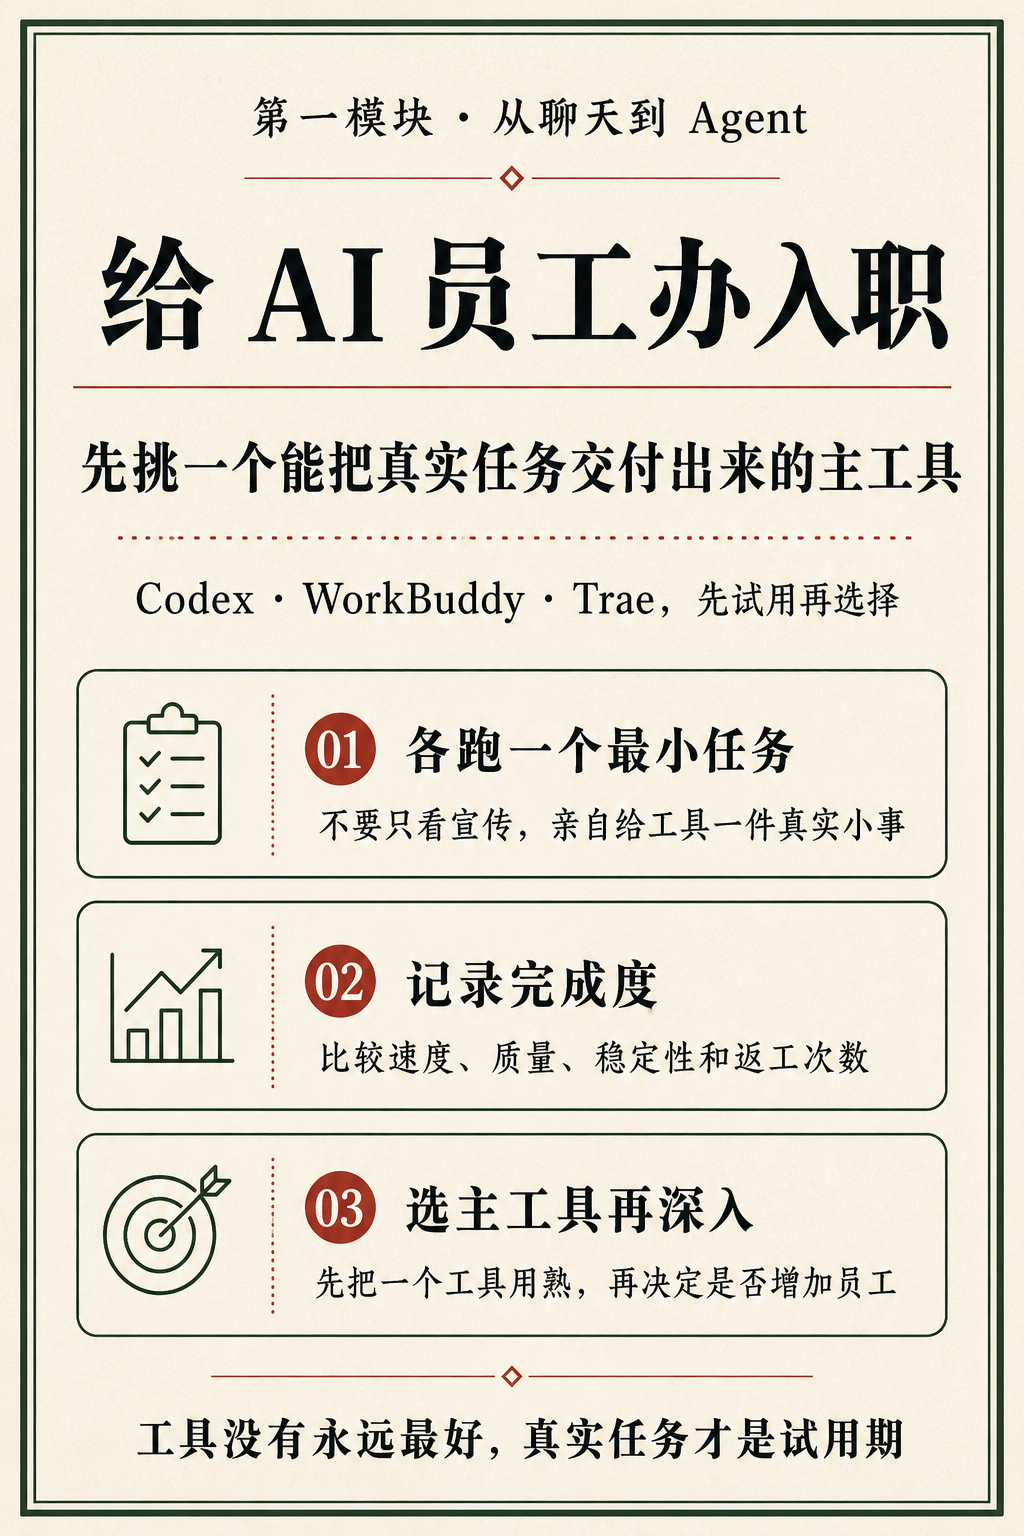 第一模块 · 从聊天到 Agent
给 AI 员工办入职
先挑一个能把真实任务交付出来的主工具
Codex · WorkBuddy · Trae，先试用再选择
01 各跑一个最小任务
不要只看宣传，亲自给工具一件真实小事
02 记录完成度
比较速度、质量、稳定性和返工次数
03 选主工具再深入
先把一个工具用熟，再决定是否增加员工
工具没有永远最好，真实任务才是试用期